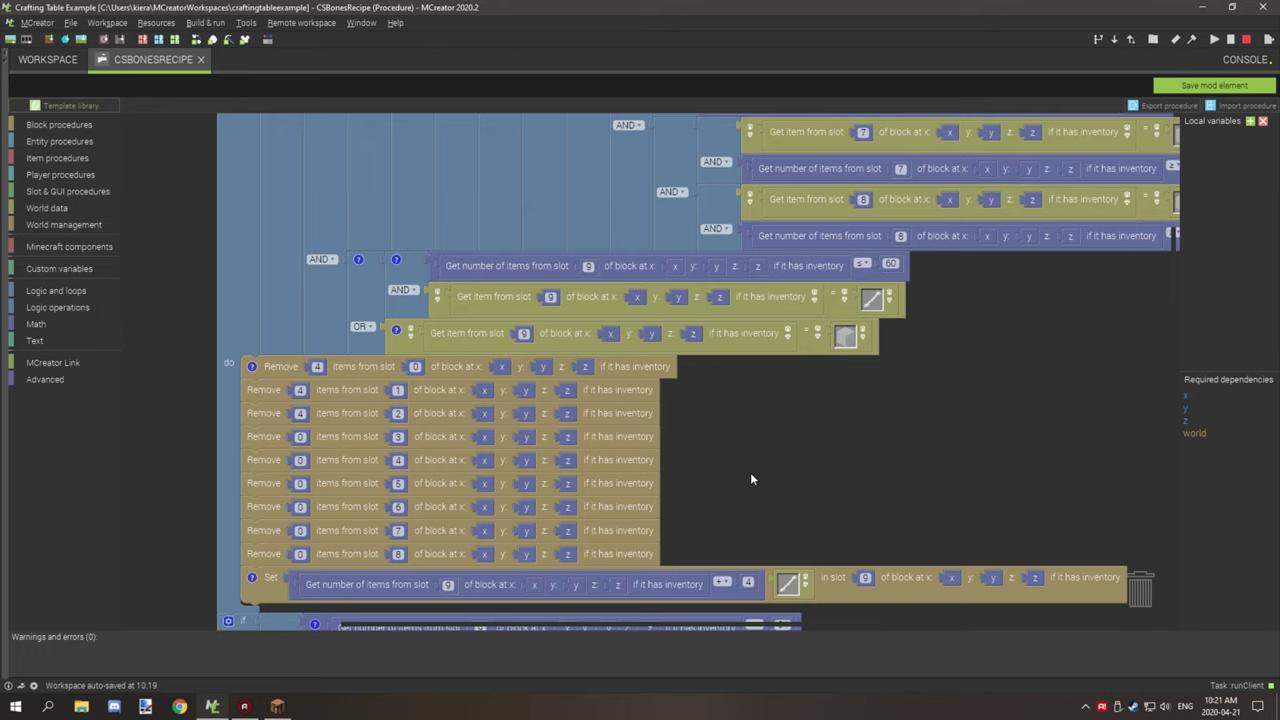 Crafting Table Example [C:\Users\kiera\MCreatorWorkspaces\craftingtableexample] - CSBonesRecipe (Procedure) - MCreator 2020.2
MCreator File Workspace Resources Build & run Tools Remote workspace Window Help
WORKSPACE CSBONESRECIPE CONSOLE
Save mod element
Template library Export procedure Import procedure
Block procedures
Entity procedures
Item procedures
Player procedures
Slot & GUI procedures
World data
World management
Minecraft components
Custom variables
Logic and loops
Logic operations
Math
Text
MCreator Link
Advanced
Local variables
Required dependencies
x
y
z
world
AND Get item from slot 7 of block at x: x y: y z: z if it has inventory =
AND Get number of items from slot 7 of block at x: x y: y z: z if it has inventory ≥
AND Get item from slot 8 of block at x: x y: y z: z if it has inventory =
AND Get number of items from slot 8 of block at x: x y: y z: z if it has inventory
AND ? ? Get number of items from slot 9 of block at x: x y: y z: z if it has inventory ≤ 60
AND Get item from slot 9 of block at x: x y: y z: z if it has inventory =
OR ? Get item from slot 9 of block at x: x y: y z: z if it has inventory =
do ? Remove 4 items from slot 0 of block at x: x y: y z: z if it has inventory
Remove 4 items from slot 1 of block at x: x y: y z: z if it has inventory
Remove 4 items from slot 2 of block at x: x y: y z: z if it has inventory
Remove 0 items from slot 3 of block at x: x y: y z: z if it has inventory
Remove 0 items from slot 4 of block at x: x y: y z: z if it has inventory
Remove 0 items from slot 5 of block at x: x y: y z: z if it has inventory
Remove 0 items from slot 6 of block at x: x y: y z: z if it has inventory
Remove 0 items from slot 7 of block at x: x y: y z: z if it has inventory
Remove 0 items from slot 8 of block at x: x y: y z: z if it has inventory
? Set Get number of items from slot 9 of block at x: x y: y z: z if it has inventory + 4 in slot 9 of block at x: x y: y z: z if it has inventory
if ?
Warnings and errors (0):
Workspace auto-saved at 10:19 Task :runClient
ENG 10:21 AM
2020-04-21